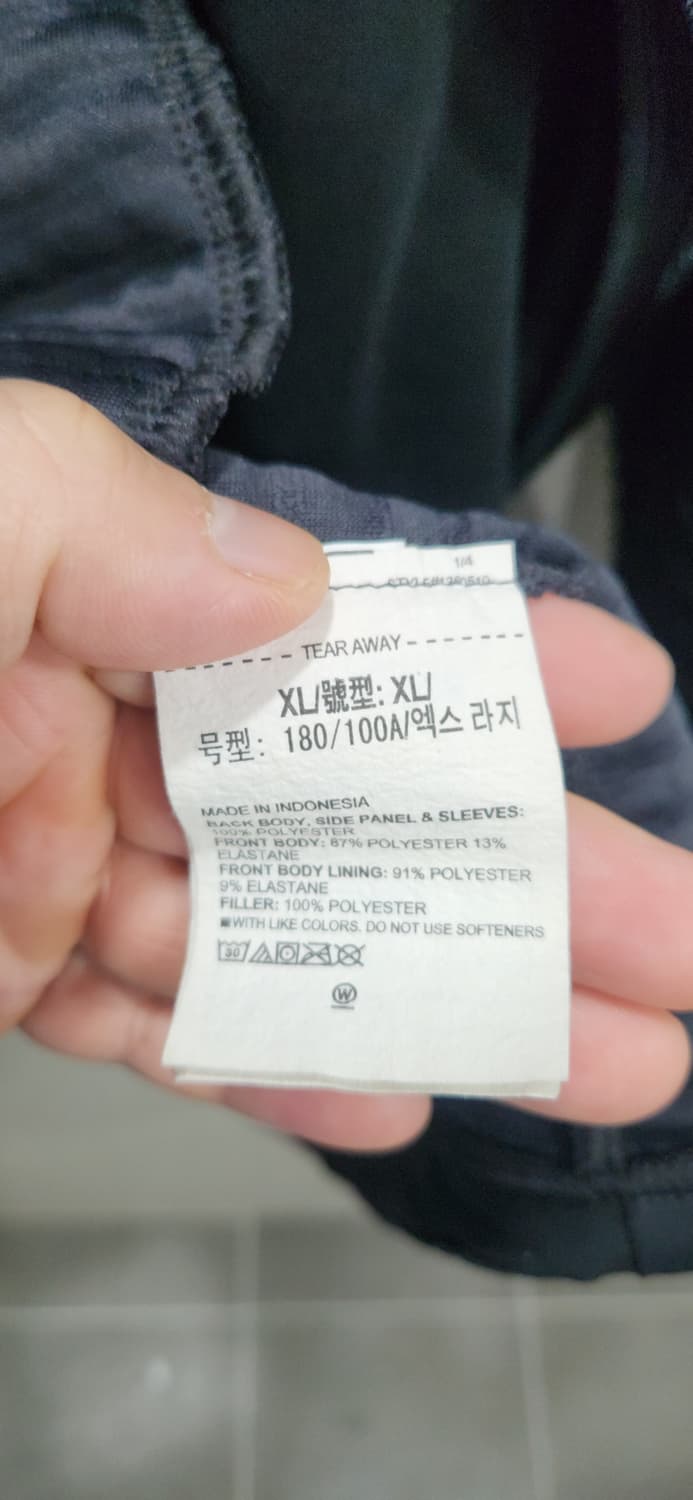 1/4
TEAR AWAY
XL/號型: XL/
号型: 180/100A/엑스 라지
MADE IN INDONESIA
BACK BODY, SIDE PANEL & SLEEVES:
100% POLYESTER
FRONT BODY: 87% POLYESTER 13%
ELASTANE
FRONT BODY LINING: 91% POLYESTER
9% ELASTANE
FILLER: 100% POLYESTER
WITH LIKE COLORS. DO NOT USE SOFTENERS
30
W